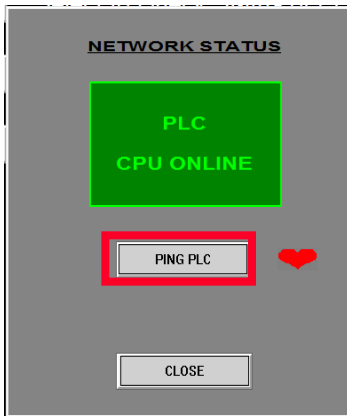 NETWORK STATUS
PLC
CPU ONLINE
PING PLC
CLOSE